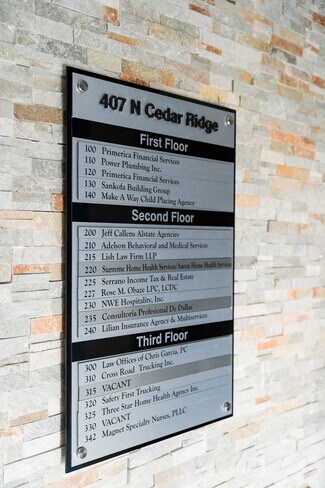 407 N Cedar Ridge
First Floor
100 Primerica Financial Services
110 Power Plumbing Inc.
120 Primerica Financial Services
130 Sankofa Building Group
140 Make A Way Child Placing Agency
Second Floor
200 Jeff Callens Alstate Agencies
210 Adelson Behavioral and Medical Services
215 Lish Law Firm LLP
220 Supreme Home Health Services/Aaron Home Health Services
225 Serrano Income Tax & Real Estate
227 Rose M. Obaze LPC, LCDC
230 NWE Hospitality, Inc.
235 Consultoria Profesional De Dallas
240 Lilian Insurance Agency & Multiservices
Third Floor
300 Law Offices of Chris Garcia, PC
310 Cross Road Trucking Inc.
315 VACANT
320 Safety First Trucking
325 Three Star Home Health Agency Inc.
330 VACANT
342 Magnet Specialty Nurses, PLLC